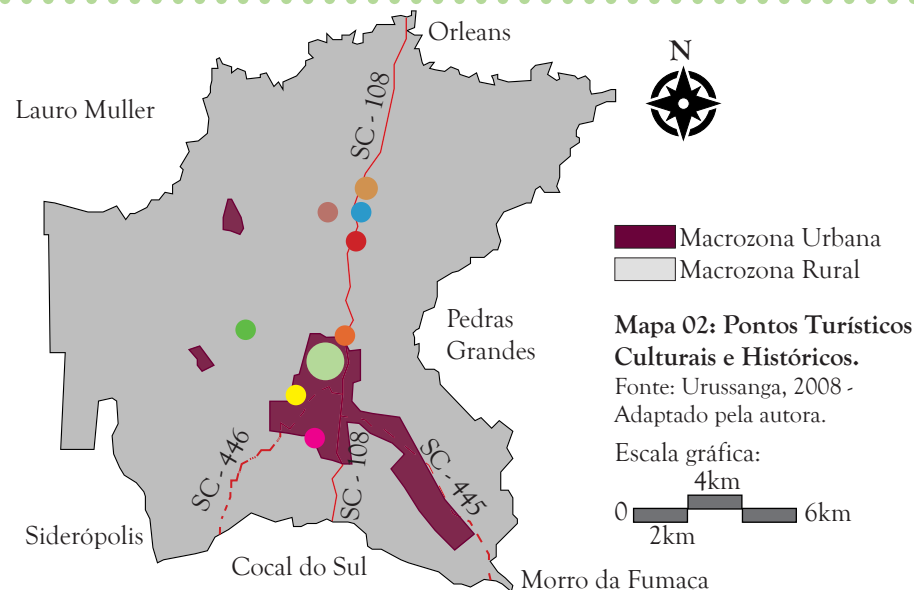 Orleans
N
Lauro Muller
SC - 108
Macrozona Urbana
Macrozona Rural
Pedras
Grandes
Mapa 02: Pontos Turísticos
Culturais e Históricos.
Fonte: Urussanga, 2008 -
Adaptado pela autora.
Escala gráfica:
4km
0
6km
2km
SC - 446
SC - 108
SC - 445
Siderópolis
Cocal do Sul
Morro da Fumaca